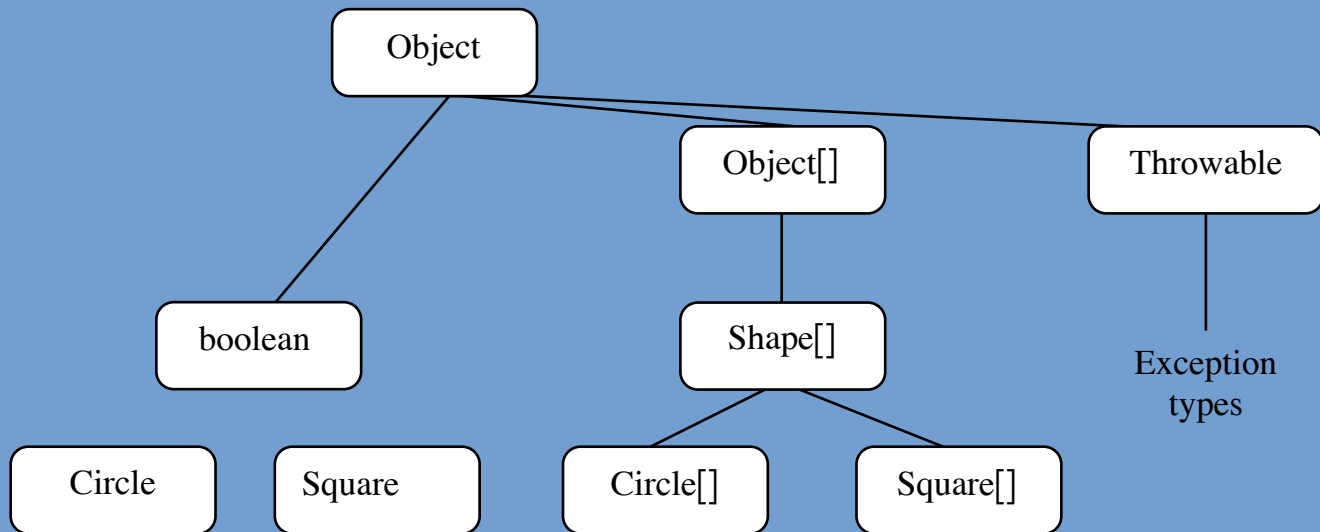 Object
Object[]
Throwable
boolean
Shape[]
Exception
types
Circle
Square
Circle[]
Square[]